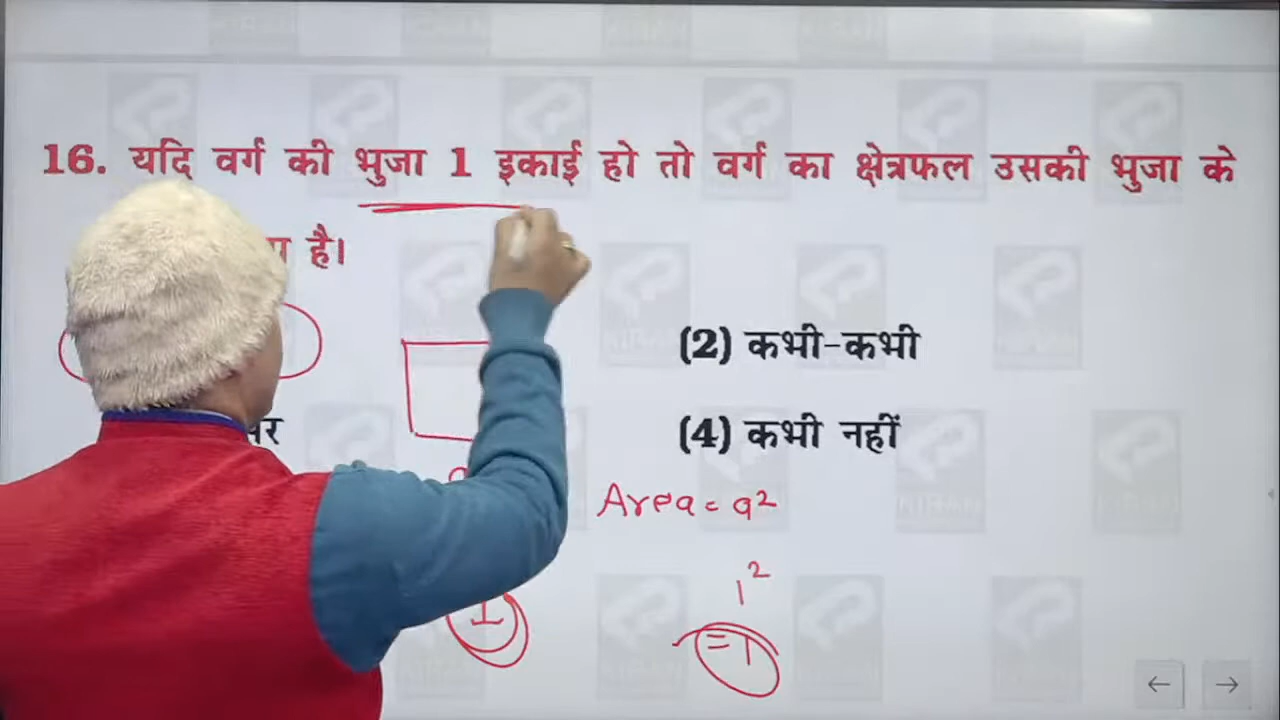 16. यदि वर्ग की भुजा 1 इकाई हो तो वर्ग का क्षेत्रफल उसकी भुजा के
है।
(2) कभी-कभी
(4) कभी नहीं
Area = a²
1²
1
= 1